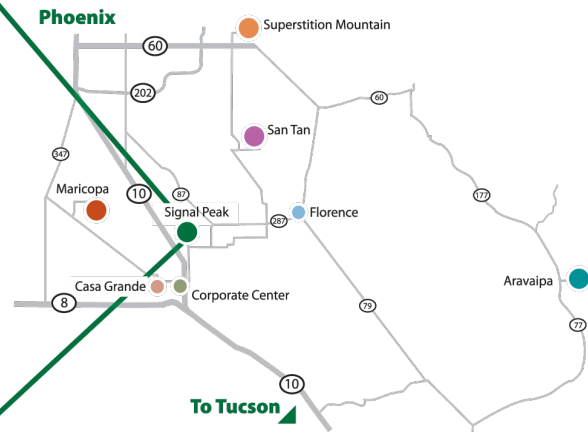 Phoenix
Superstition Mountain
60
202
60
San Tan
347
Maricopa
10
87
177
Signal Peak
287
Florence
Casa Grande
Corporate Center
Aravaipa
8
79
77
10
To Tucson